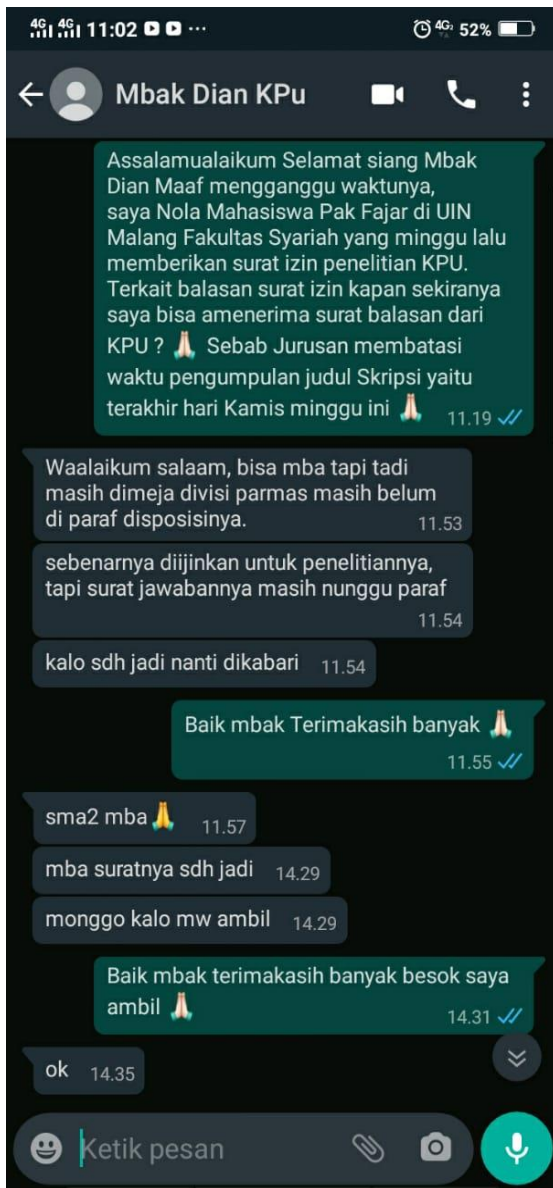 4G 4G 11:02 ... 4G 52%
Mbak Dian KPu
Assalamualaikum Selamat siang Mbak
Dian Maaf mengganggu waktunya,
saya Nola Mahasiswa Pak Fajar di UIN
Malang Fakultas Syariah yang minggu lalu
memberikan surat izin penelitian KPU.
Terkait balasan surat izin kapan sekiranya
saya bisa amenerima surat balasan dari
KPU ? 🙏🏻 Sebab Jurusan membatasi
waktu pengumpulan judul Skripsi yaitu
terakhir hari Kamis minggu ini 🙏🏻 11.19
Waalaikum salaam, bisa mba tapi tadi
masih dimeja divisi parmas masih belum
di paraf disposisinya. 11.53
sebenarnya diijinkan untuk penelitiannya,
tapi surat jawabannya masih nunggu paraf
11.54
kalo sdh jadi nanti dikabari 11.54
Baik mbak Terimakasih banyak 🙏🏻
11.55
sma2 mba🙏 11.57
mba suratnya sdh jadi 14.29
monggo kalo mw ambil 14.29
Baik mbak terimakasih banyak besok saya
ambil 🙏🏻 14.31
ok 14.35
Ketik pesan